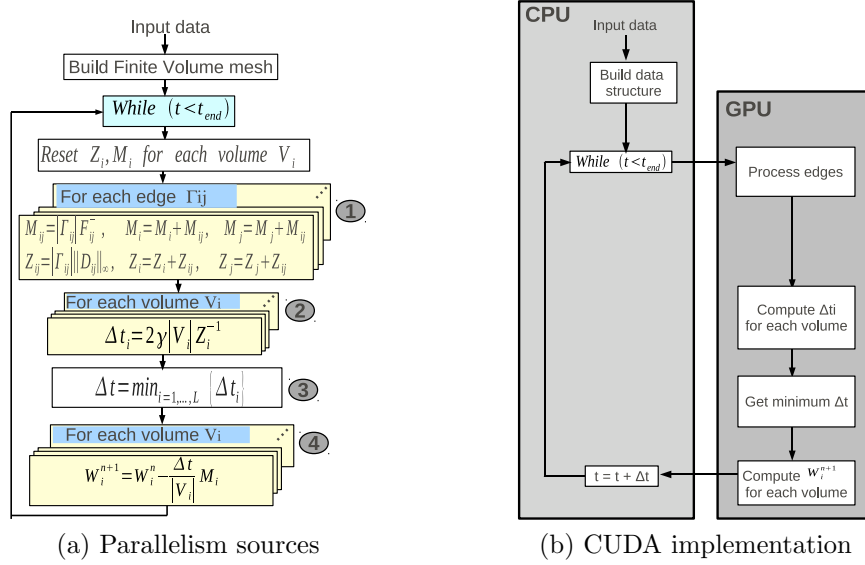 Input data
Build Finite Volume mesh
While (t<t_end)
Reset Z_i, M_i for each volume V_i
For each edge Γij
1
M_ij=|Γ_ij|F_ij^-, M_i=M_i+M_ij, M_j=M_j+M_ij
Z_ij=|Γ_ij|‖D_ij‖_∞, Z_i=Z_i+Z_ij, Z_j=Z_j+Z_ij
For each volume Vi
2
Δt_i=2γ|V_i|Z_i^-1
Δt=min_i=1,...,L {Δt_i}
3
For each volume Vi
4
W_i^n+1=W_i^n-Δt/|V_i| M_i
(a) Parallelism sources
CPU
Input data
Build data
structure
While (t<t_end)
GPU
Process edges
Compute Δti
for each volume
Get minimum Δt
Compute W_i^n+1
for each volume
t = t + Δt
(b) CUDA implementation